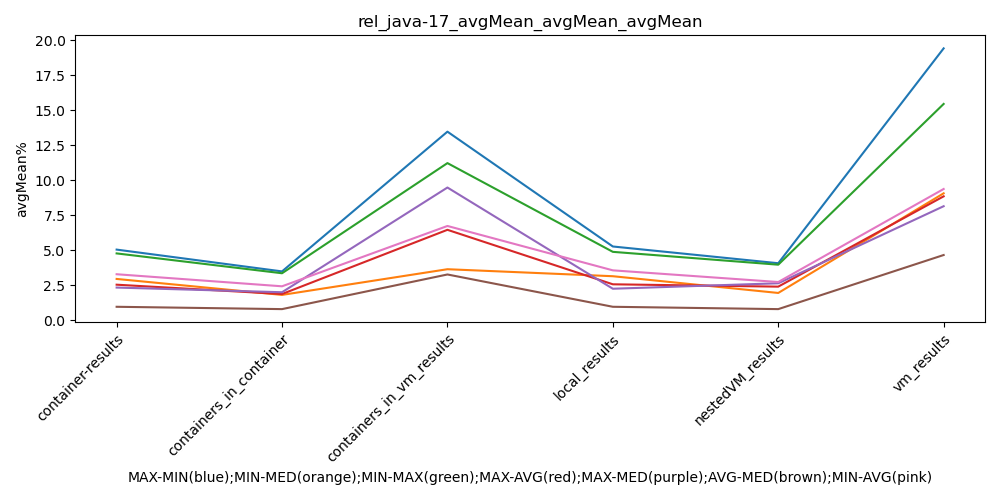 rel_java-17_avgMean_avgMean_avgMean
avgMean%
20.0
17.5
15.0
12.5
10.0
7.5
5.0
2.5
0.0
container-results
containers_in_container
containers_in_vm_results
local_results
nestedVM_results
vm_results
MAX-MIN(blue);MIN-MED(orange);MIN-MAX(green);MAX-AVG(red);MAX-MED(purple);AVG-MED(brown);MIN-AVG(pink)